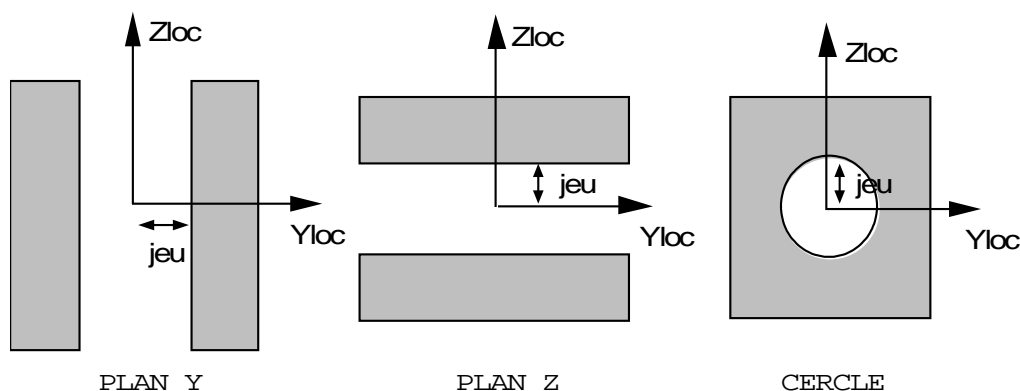 Zloc
Yloc
jeu
PLAN Y
Zloc
jeu
Yloc
PLAN Z
Zloc
jeu
Yloc
CERCLE